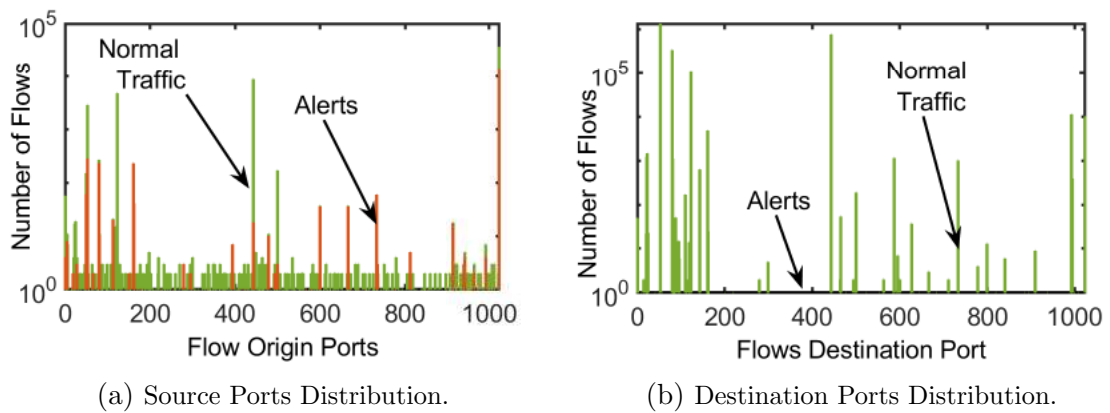 10^5
Normal
Traffic
Alerts
Number of Flows
10^0
0 200 400 600 800 1000
Flow Origin Ports
(a) Source Ports Distribution.
10^5
Normal
Traffic
Alerts
Number of Flows
10^0
0 200 400 600 800 1000
Flows Destination Port
(b) Destination Ports Distribution.